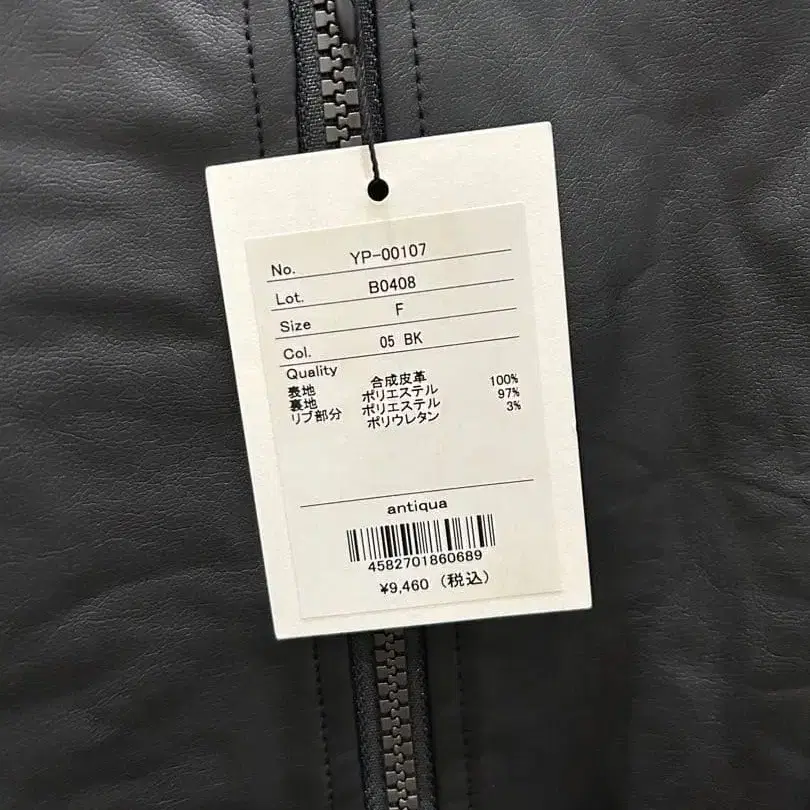 No. YP-00107
Lot. B0408
Size F
Col. 05 BK
Quality
表地 合成皮革
裏地 ポリエステル 100%
リブ部分 ポリエステル 97%
ポリウレタン 3%
antiqua
4582701860689
¥9,460 (税込)